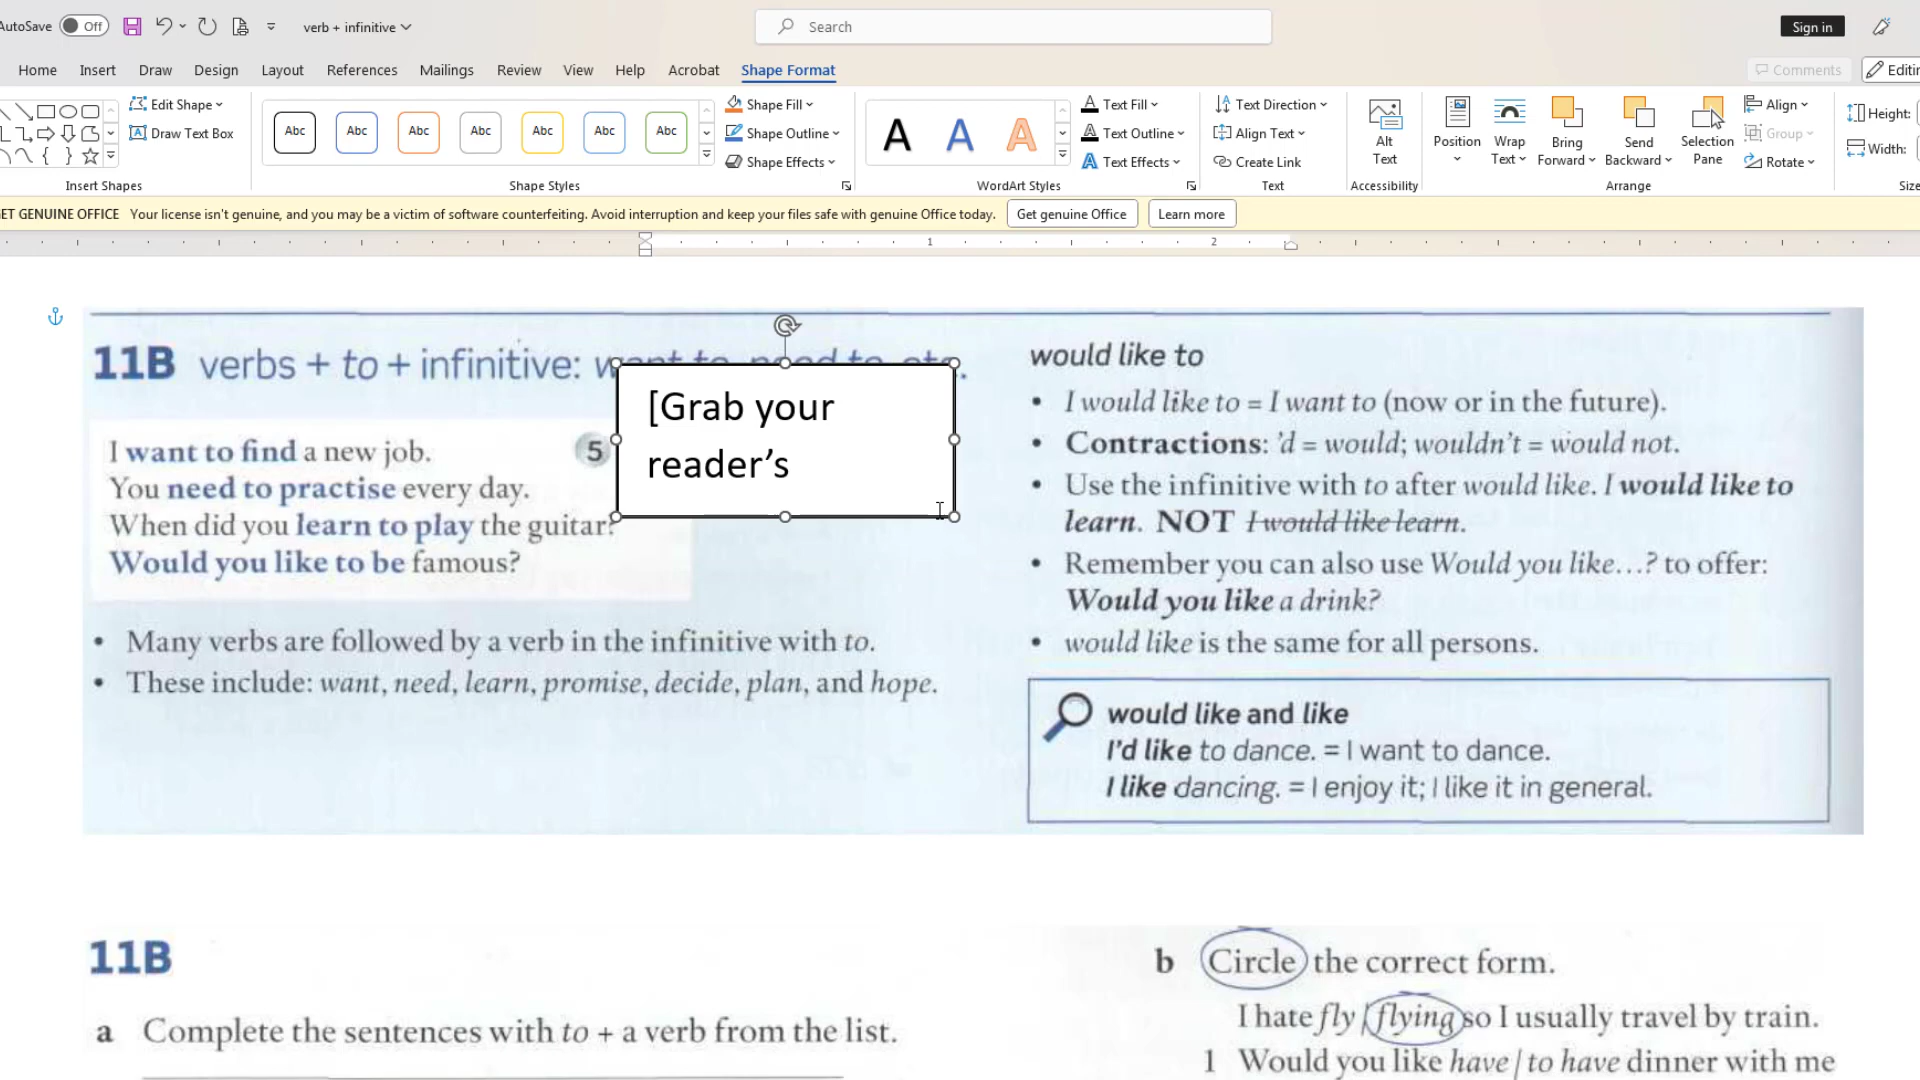 AutoSave Off verb + infinitive Search Sign in
Home Insert Draw Design Layout References Mailings Review View Help Acrobat Shape Format Comments
Edit Shape
Draw Text Box
Insert Shapes
Abc Abc Abc Abc Abc Abc Abc
Shape Styles
Shape Fill
Shape Outline
Shape Effects
A A A
WordArt Styles
Text Fill
Text Outline
Text Effects
Text Direction
Align Text
Create Link
Text
Alt
Text
Accessibility
Position
Wrap
Text
Bring
Forward
Send
Backward
Selection
Pane
Align
Group
Rotate
Arrange
Height:
Width:
GENUINE OFFICE Your license isn't genuine, and you may be a victim of software counterfeiting. Avoid interruption and keep your files safe with genuine Office today. Get genuine Office Learn more
1 2
11B verbs + to + infinitive: want to, need to, etc.
[Grab your
reader’s
I want to find a new job. 5
You need to practise every day.
When did you learn to play the guitar?
Would you like to be famous?
• Many verbs are followed by a verb in the infinitive with to.
• These include: want, need, learn, promise, decide, plan, and hope.
would like to
• I would like to = I want to (now or in the future).
• Contractions: ’d = would; wouldn’t = would not.
• Use the infinitive with to after would like. I would like to
learn. NOT I would like learn.
• Remember you can also use Would you like…? to offer:
Would you like a drink?
• would like is the same for all persons.
would like and like
I’d like to dance. = I want to dance.
I like dancing. = I enjoy it; I like it in general.
11B
a Complete the sentences with to + a verb from the list.
b Circle the correct form.
I hate fly / flying so I usually travel by train.
1 Would you like have / to have dinner with me